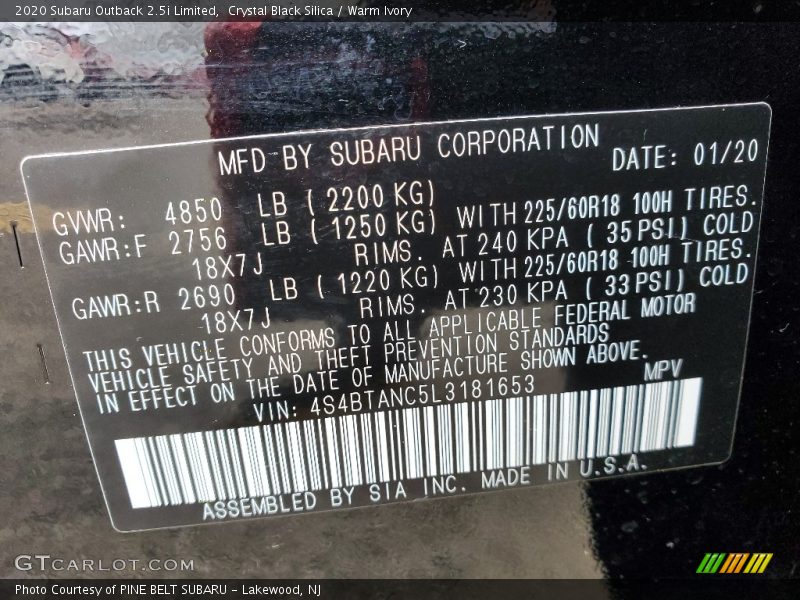 2020 Subaru Outback 2.5i Limited, Crystal Black Silica / Warm Ivory
MFD BY SUBARU CORPORATION DATE: 01/20
GVWR: 4850 LB ( 2200 KG)
GAWR:F 2756 LB ( 1250 KG) WITH 225/60R18 100H TIRES.
18X7J RIMS. AT 240 KPA ( 35 PSI) COLD
GAWR:R 2690 LB ( 1220 KG) WITH 225/60R18 100H TIRES.
18X7J RIMS. AT 230 KPA ( 33 PSI) COLD
THIS VEHICLE CONFORMS TO ALL APPLICABLE FEDERAL MOTOR
VEHICLE SAFETY AND THEFT PREVENTION STANDARDS
IN EFFECT ON THE DATE OF MANUFACTURE SHOWN ABOVE.
VIN: 4S4BTANC5L3181653 MPV
ASSEMBLED BY SIA INC. MADE IN U.S.A.
GTCARLOT.COM
Photo Courtesy of PINE BELT SUBARU - Lakewood, NJ